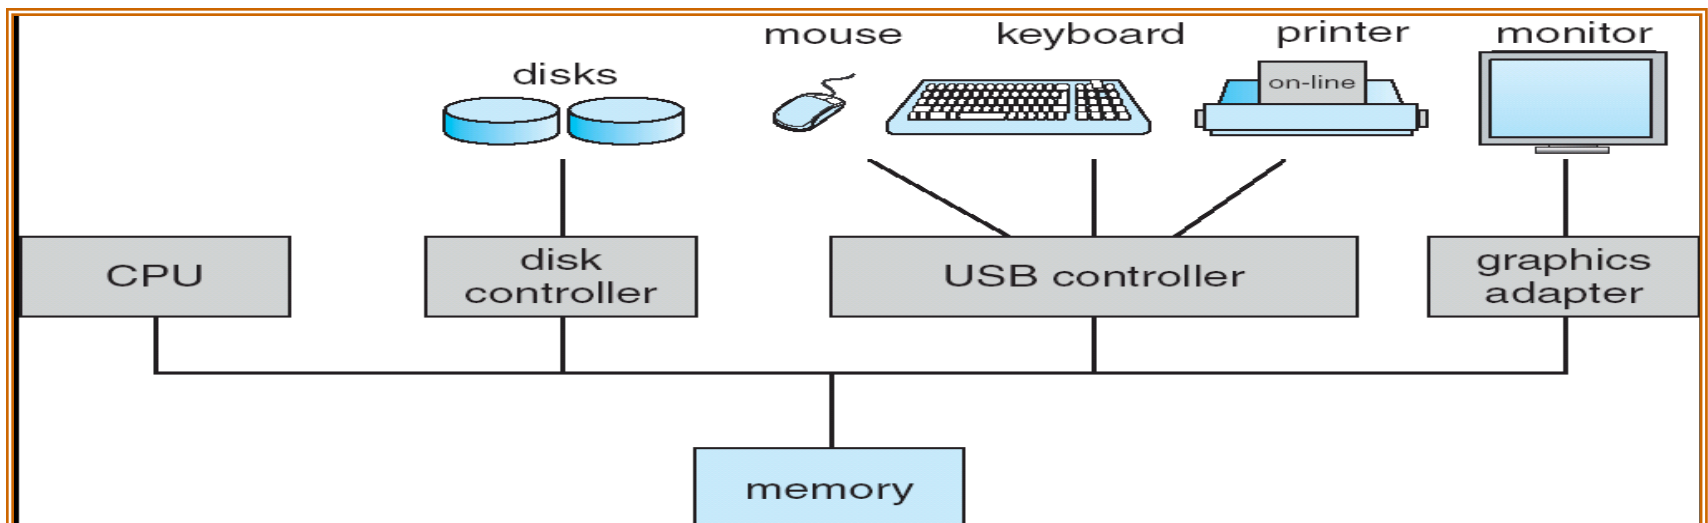 mouse
keyboard
printer
monitor
disks
on-line
CPU
disk
controller
USB controller
graphics
adapter
memory